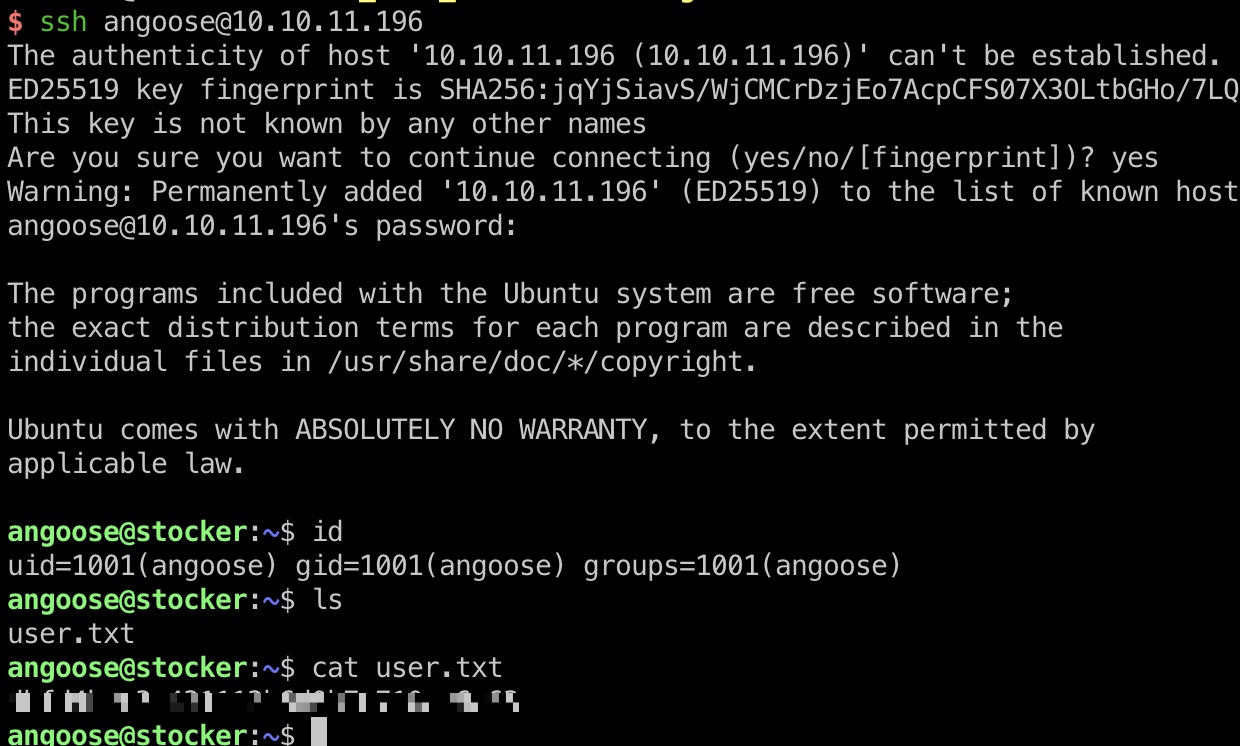 $ ssh angoose@10.10.11.196
The authenticity of host '10.10.11.196 (10.10.11.196)' can't be established.
ED25519 key fingerprint is SHA256:jqYjSiavS/WjCMCrDzjEo7AcpCFS07X3OLtbGHo/7LQ
This key is not known by any other names
Are you sure you want to continue connecting (yes/no/[fingerprint])? yes
Warning: Permanently added '10.10.11.196' (ED25519) to the list of known host
angoose@10.10.11.196's password:
The programs included with the Ubuntu system are free software;
the exact distribution terms for each program are described in the
individual files in /usr/share/doc/*/copyright.
Ubuntu comes with ABSOLUTELY NO WARRANTY, to the extent permitted by
applicable law.
angoose@stocker:~$ id
uid=1001(angoose) gid=1001(angoose) groups=1001(angoose)
angoose@stocker:~$ ls
user.txt
angoose@stocker:~$ cat user.txt
angoose@stocker:~$